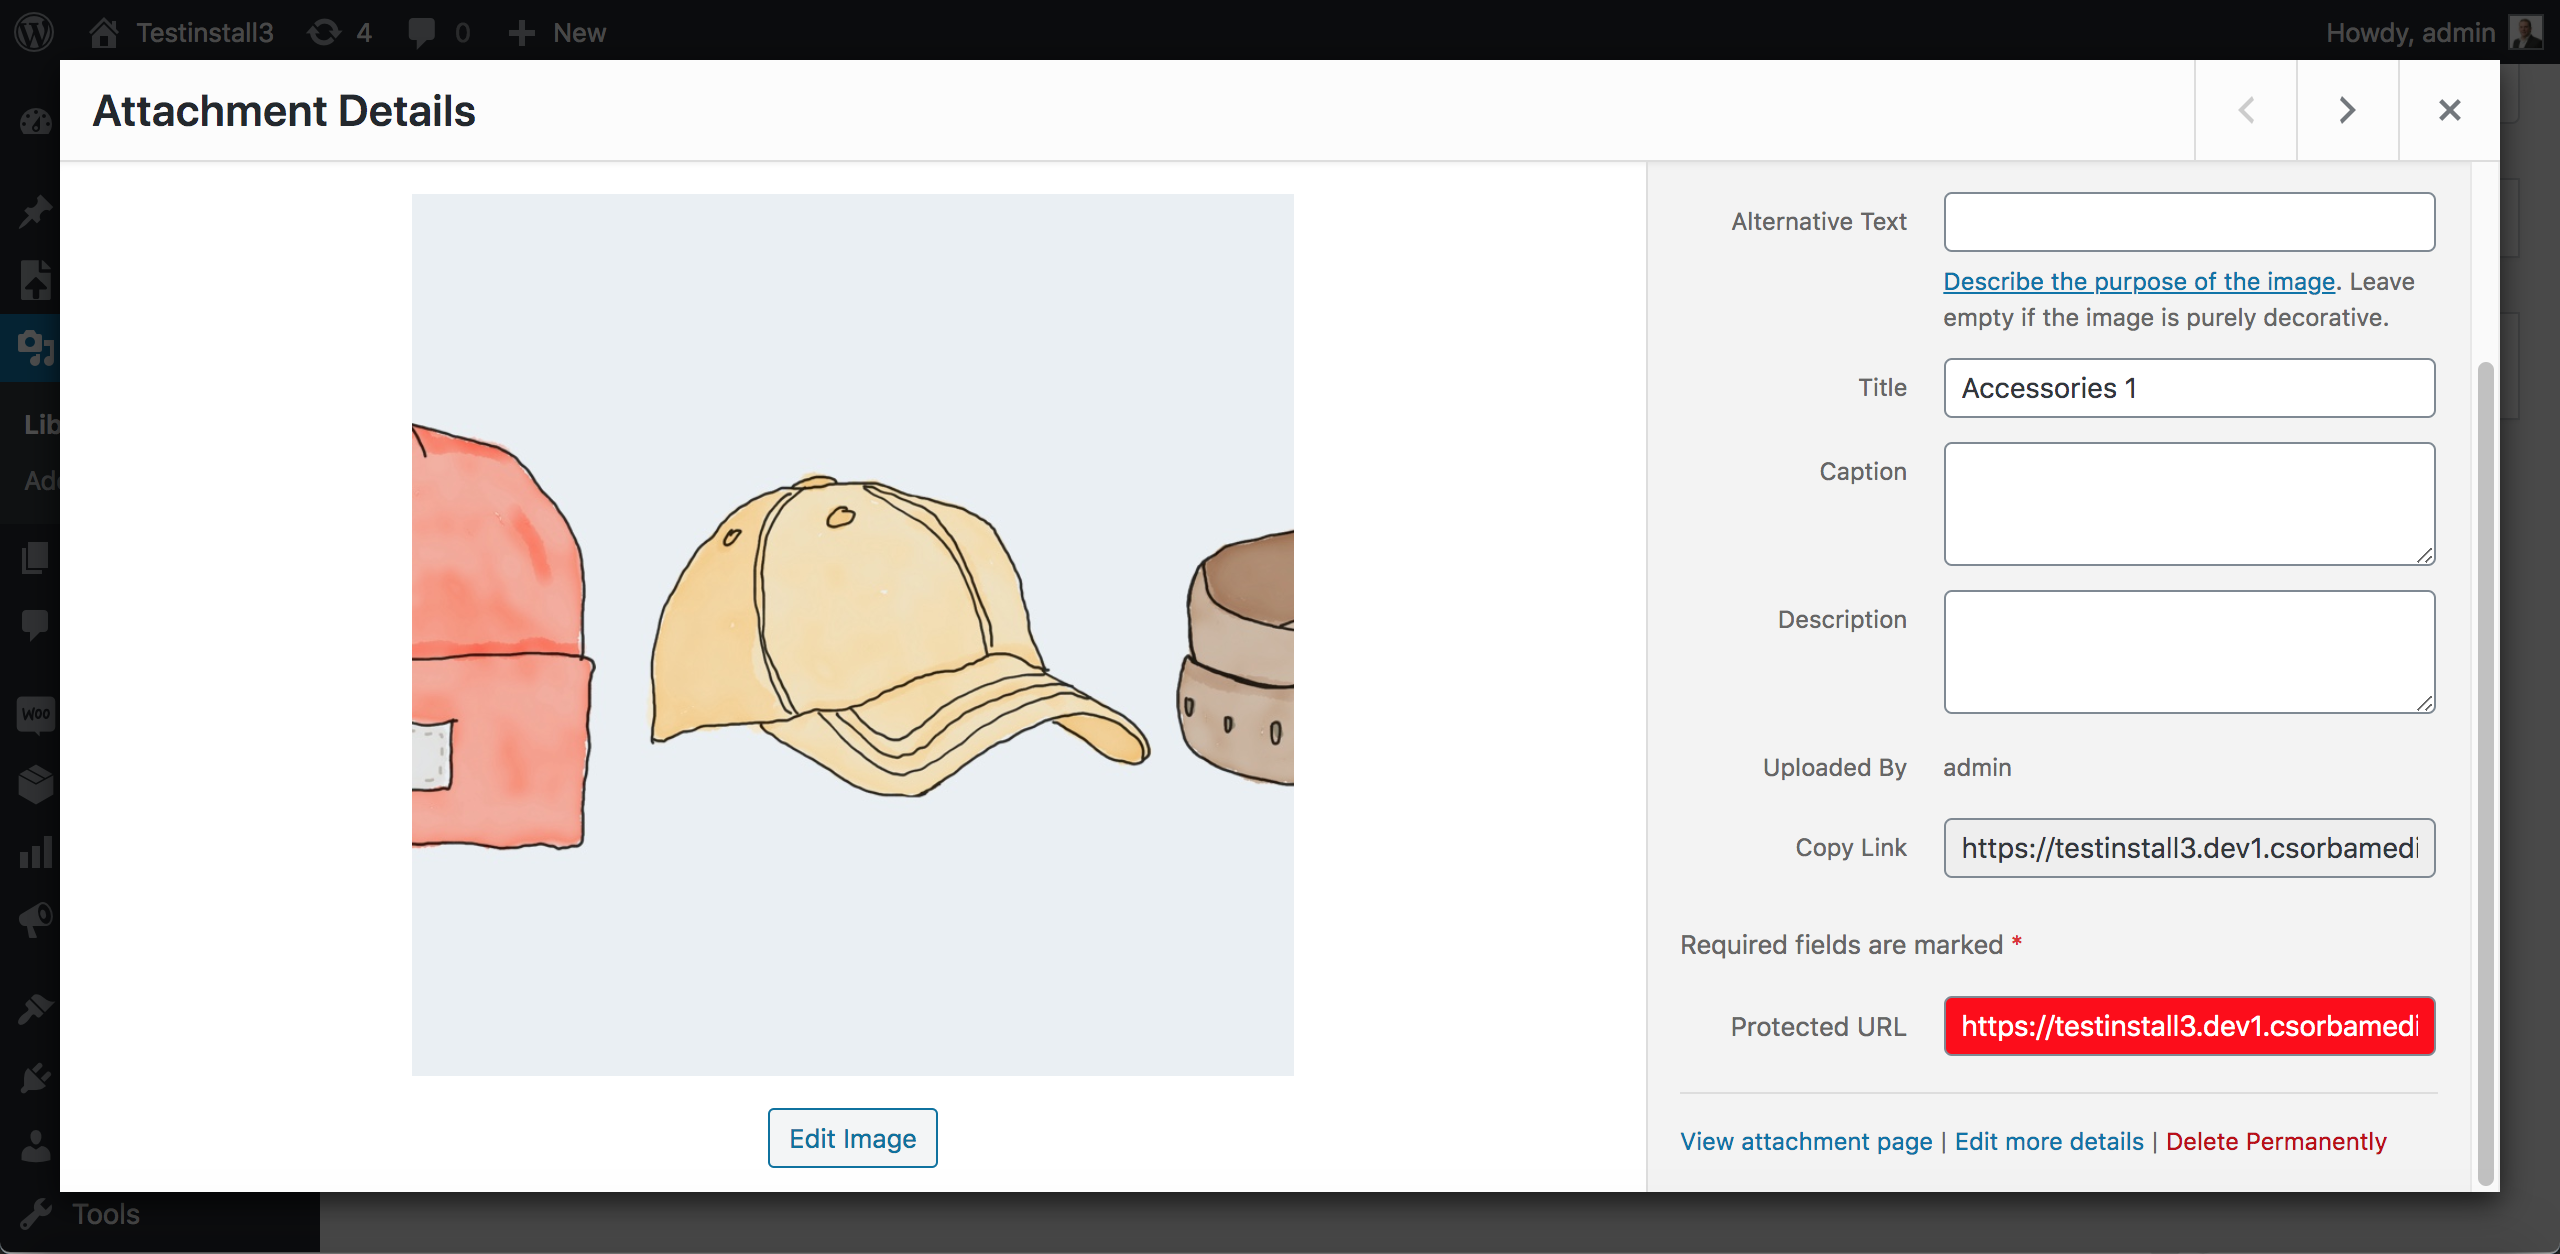 Testinstall3 4 0 New Howdy, admin
Attachment Details
Alternative Text
Describe the purpose of the image. Leave
empty if the image is purely decorative.
Title Accessories 1
Caption
Description
Uploaded By admin
Copy Link https://testinstall3.dev1.csorbamedi
Required fields are marked *
Protected URL https://testinstall3.dev1.csorbamedi
Edit Image
View attachment page | Edit more details | Delete Permanently
Lib
Ad
Woo
Tools